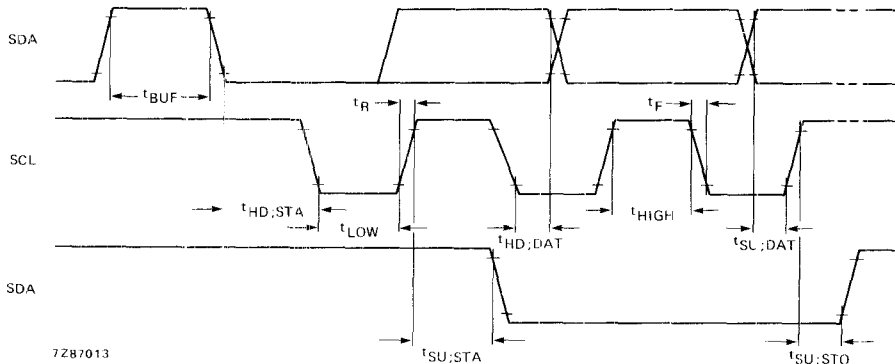 SDA
tBUF
tR
tF
SCL
tHD;STA
tLOW
tHD;DAT
tHIGH
tSU;DAT
SDA
7Z87013
tSU;STA
tSU;STO